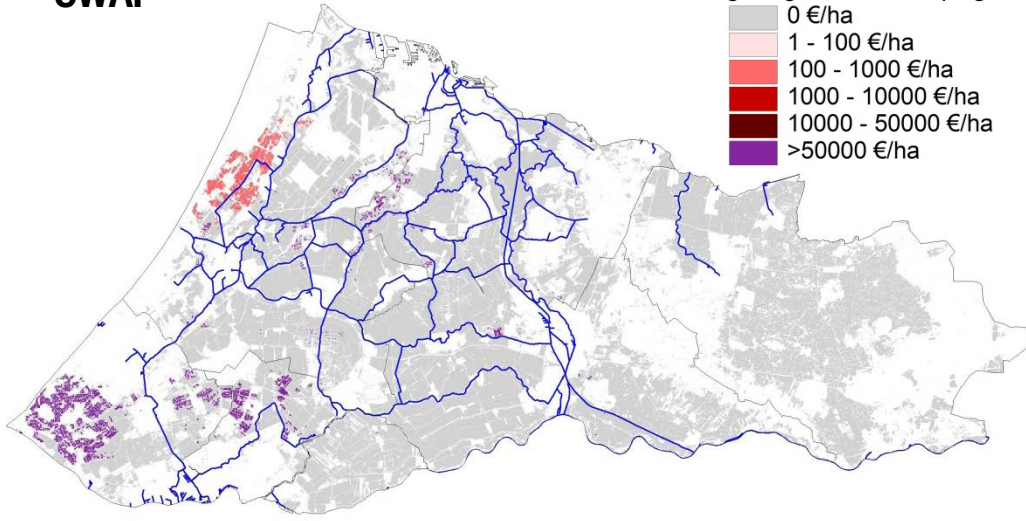 0 €/ha
1 - 100 €/ha
100 - 1000 €/ha
1000 - 10000 €/ha
10000 - 50000 €/ha
>50000 €/ha